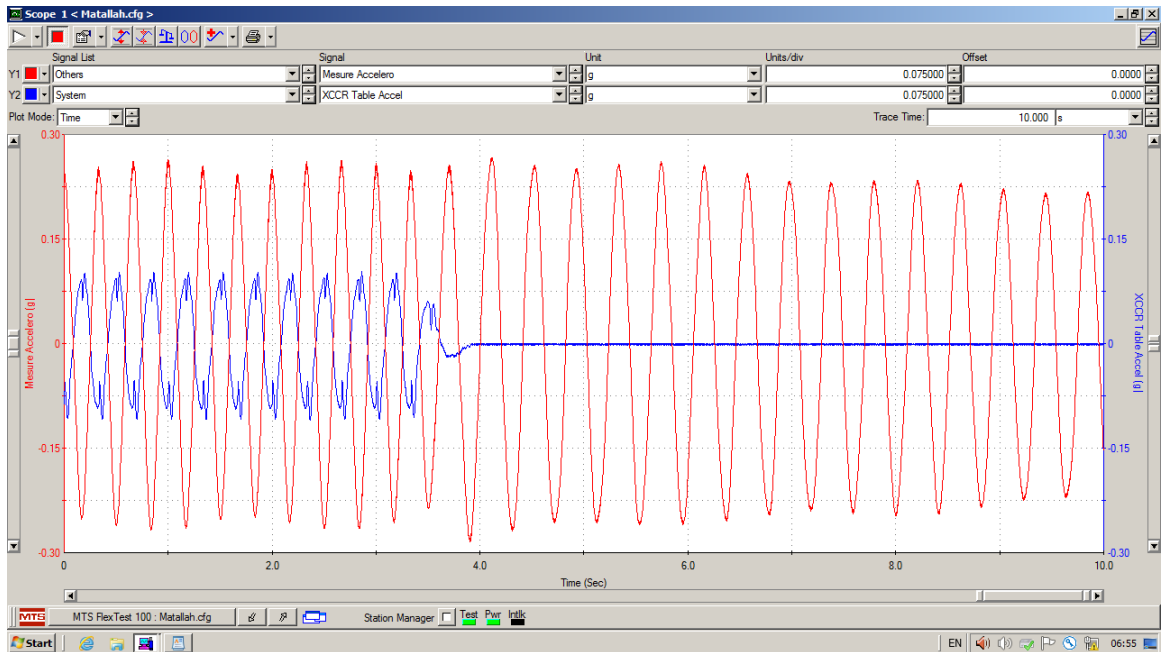 Scope 1 < Matallah.cfg >
Signal List Signal Unit Units/div Offset
Y1 Others Mesure Accelero g 0.075000 0.0000
Y2 System XCCR Table Accel g 0.075000 0.0000
Plot Mode: Time Trace Time: 10.000 s
0.30 0.30
0.15 0.15
0 0
-0.15 -0.15
-0.30 -0.30
Mesure Accelero [g]
XCCR Table Accel [g]
0 2.0 4.0 6.0 8.0 10.0
Time (Sec)
MTS MTS FlexTest 100 : Matallah.cfg Station Manager Test Pwr Intlk
Start EN 06:55